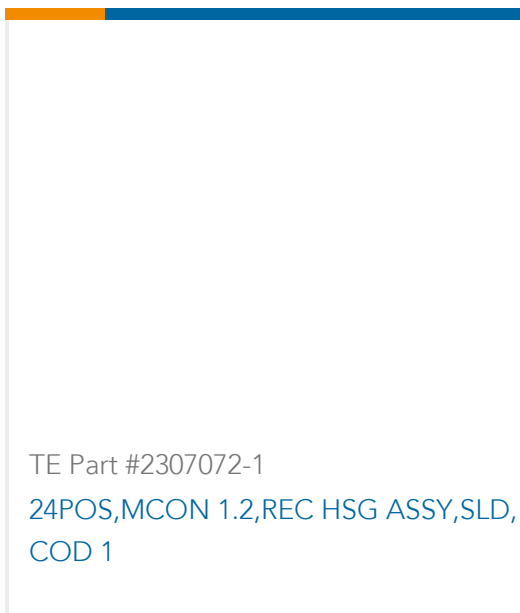 TE Part #2307072-1
24POS,MCON 1.2,REC HSG ASSY,SLD,
COD 1